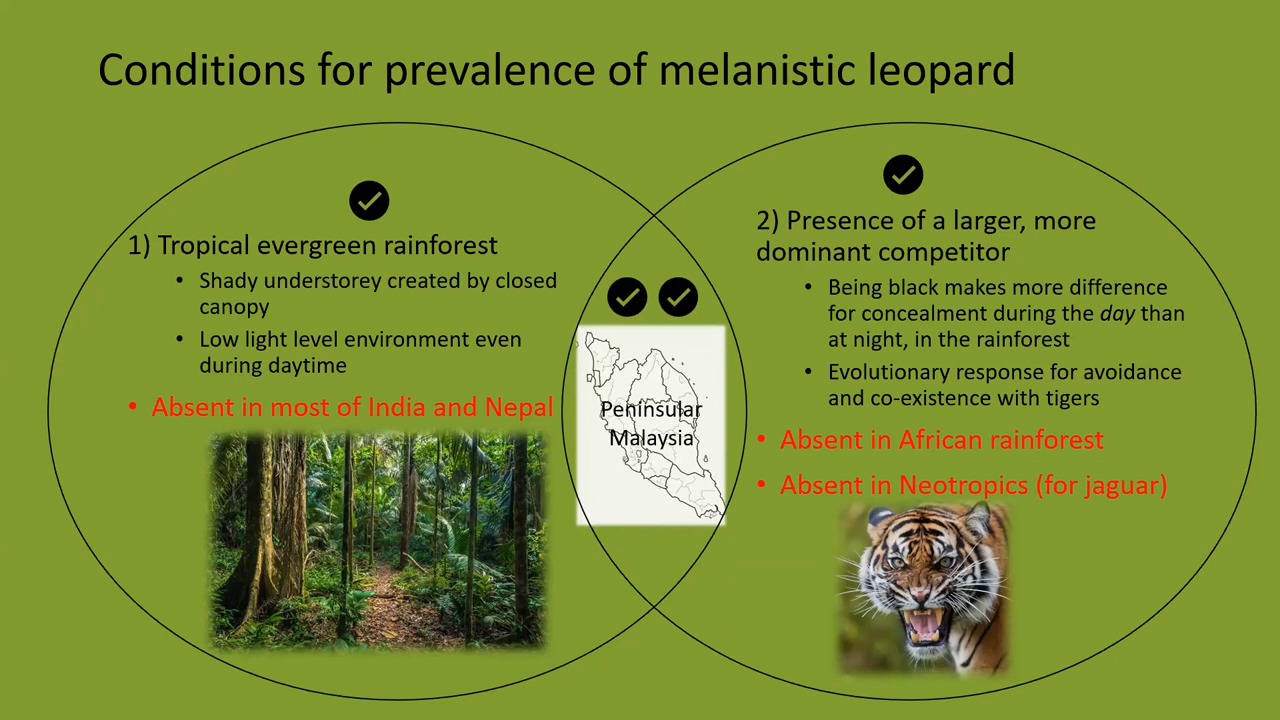 Conditions for prevalence of melanistic leopard
1) Tropical evergreen rainforest
• Shady understorey created by closed
canopy
• Low light level environment even
during daytime
• Absent in most of India and Nepal
Peninsular
Malaysia
2) Presence of a larger, more
dominant competitor
• Being black makes more difference
for concealment during the day than
at night, in the rainforest
• Evolutionary response for avoidance
and co-existence with tigers
• Absent in African rainforest
• Absent in Neotropics (for jaguar)